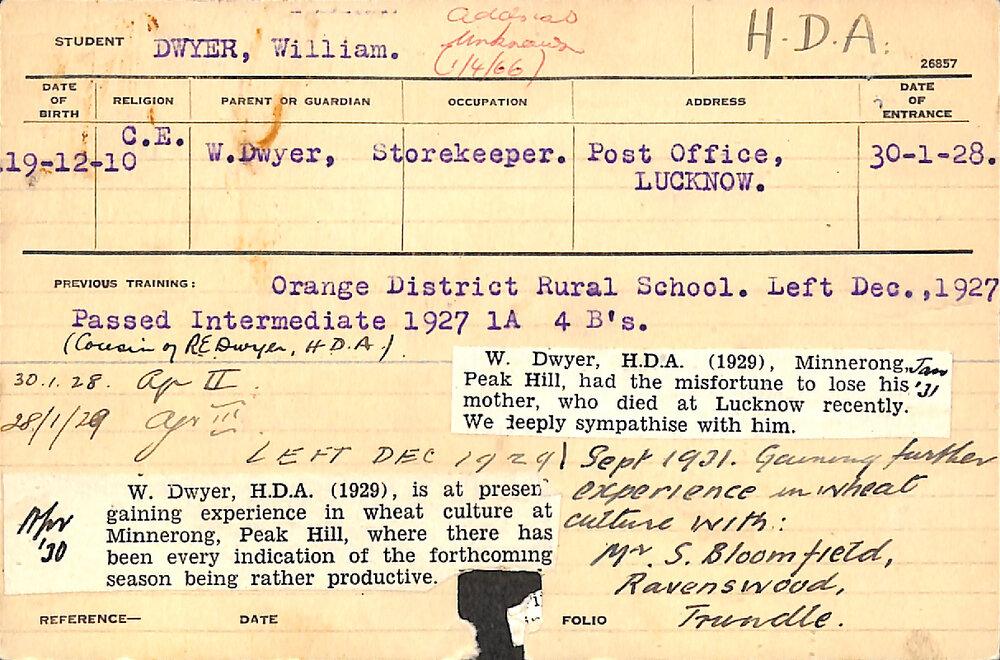 Address
Unknown
(1/4/66)
H.D.A.
STUDENT DWYER, William.
26857
DATE OF BIRTH RELIGION PARENT OR GUARDIAN OCCUPATION ADDRESS DATE OF ENTRANCE
C.E.
19-12-10 W.Dwyer, Storekeeper. Post Office, 30-1-28.
LUCKNOW.
PREVIOUS TRAINING: Orange District Rural School. Left Dec.,1927
Passed Intermediate 1927 1A 4 B's.
(Cousin of R.E. Dwyer, H.D.A.)
W. Dwyer, H.D.A. (1929), Minnerong, Jan
Peak Hill, had the misfortune to lose his '31
mother, who died at Lucknow recently.
We deeply sympathise with him.
30.1.28. Agr II.
28/1/29 Agr III
LEFT DEC 1929
Sept 1931. Gaining further
experience in wheat
culture with:
Mr. S. Bloomfield,
Ravenswood,
Trundle.
Apr
'30
W. Dwyer, H.D.A. (1929), is at presen
gaining experience in wheat culture at
Minnerong, Peak Hill, where there has
been every indication of the forthcoming
season being rather productive.
REFERENCE— DATE FOLIO